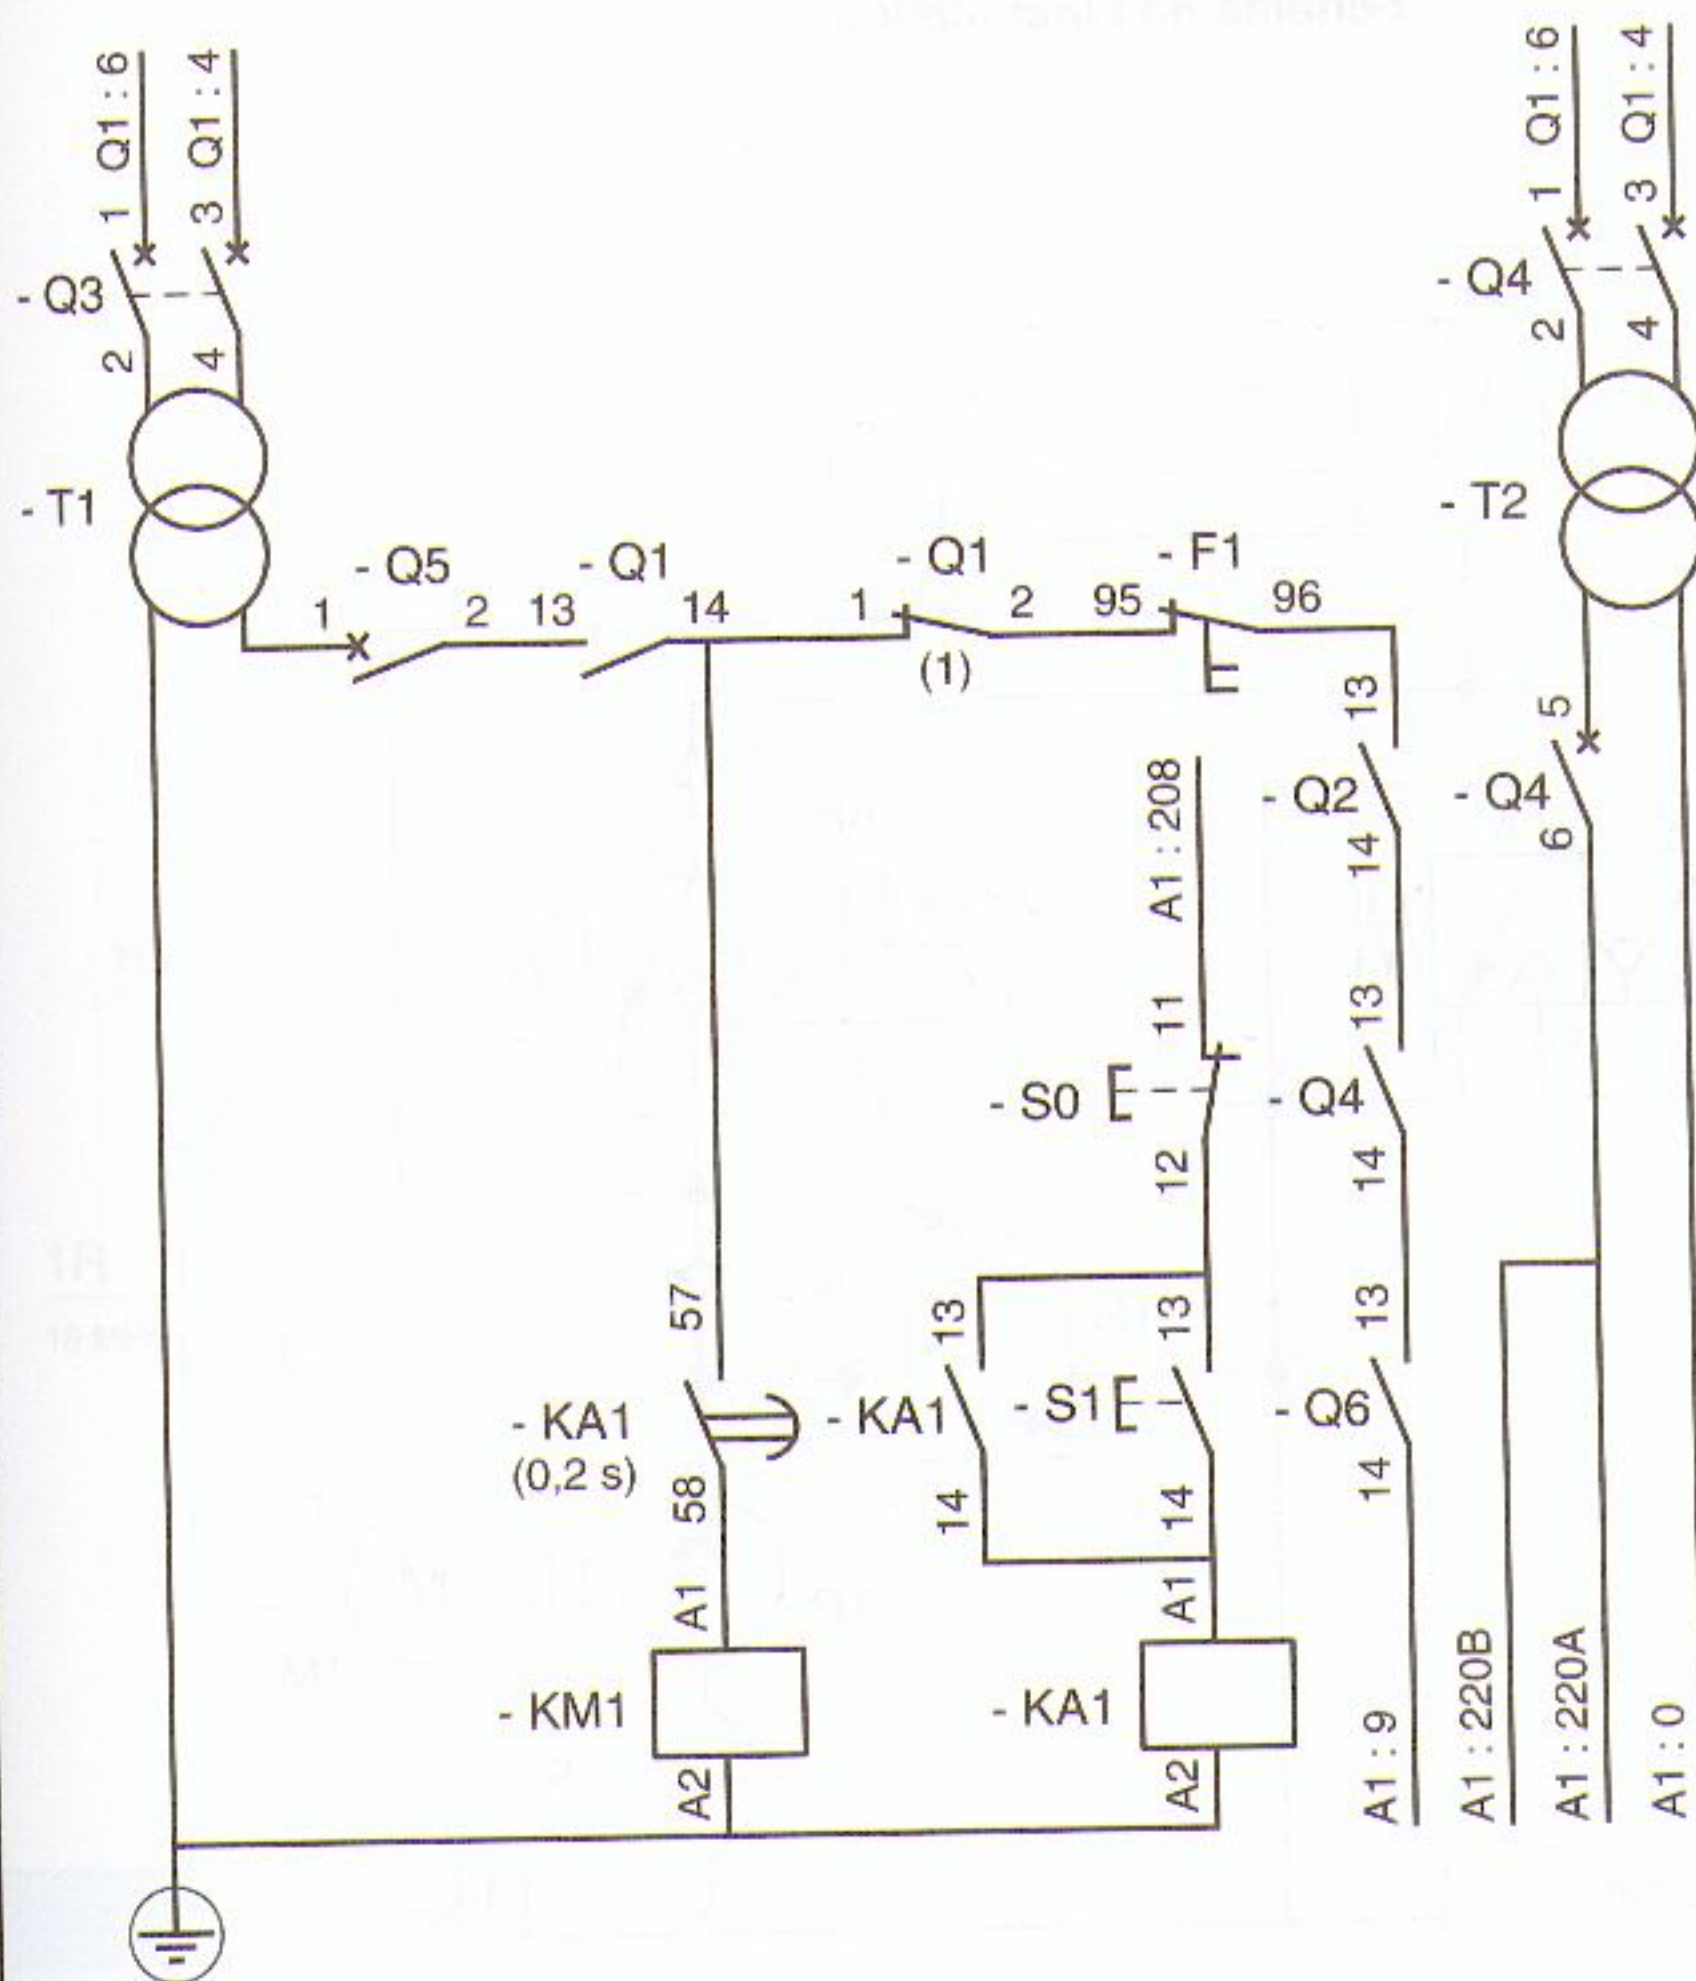 1 Q1 : 6
3 Q1 : 4
- Q3
2
4
- T1
1 Q1 : 6
3 Q1 : 4
- Q4
2
4
- T2
- Q5
- Q1
- Q1
- F1
1
2
13
14
1
2
95
96
(1)
13
- Q2
14
5
- Q4
6
A1 : 208
11
- S0
12
13
- Q4
14
57
- KA1
(0,2 s)
58
13
- KA1
14
13
- S1
14
13
- Q6
14
A1
- KM1
A2
A1
- KA1
A2
A1 : 9
A1 : 220B
A1 : 220A
A1 : 0